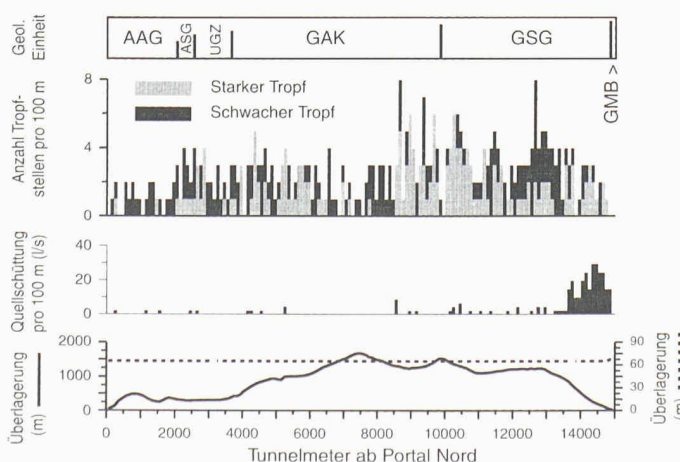 Geol.
Einheit
AAG
ASG
UGZ
GAK
GSG
GMB >
Anzahl Tropf-
stellen pro 100 m
8
4
0
Starker Tropf
Schwacher Tropf
Quellschüttung
pro 100 m (l/s)
40
20
0
Überlagerung
(m)
2000
1000
0
90
60
30
0
Überlagerung
(m)
0
2000
4000
6000
8000
10000
12000
14000
Tunnelmeter ab Portal Nord